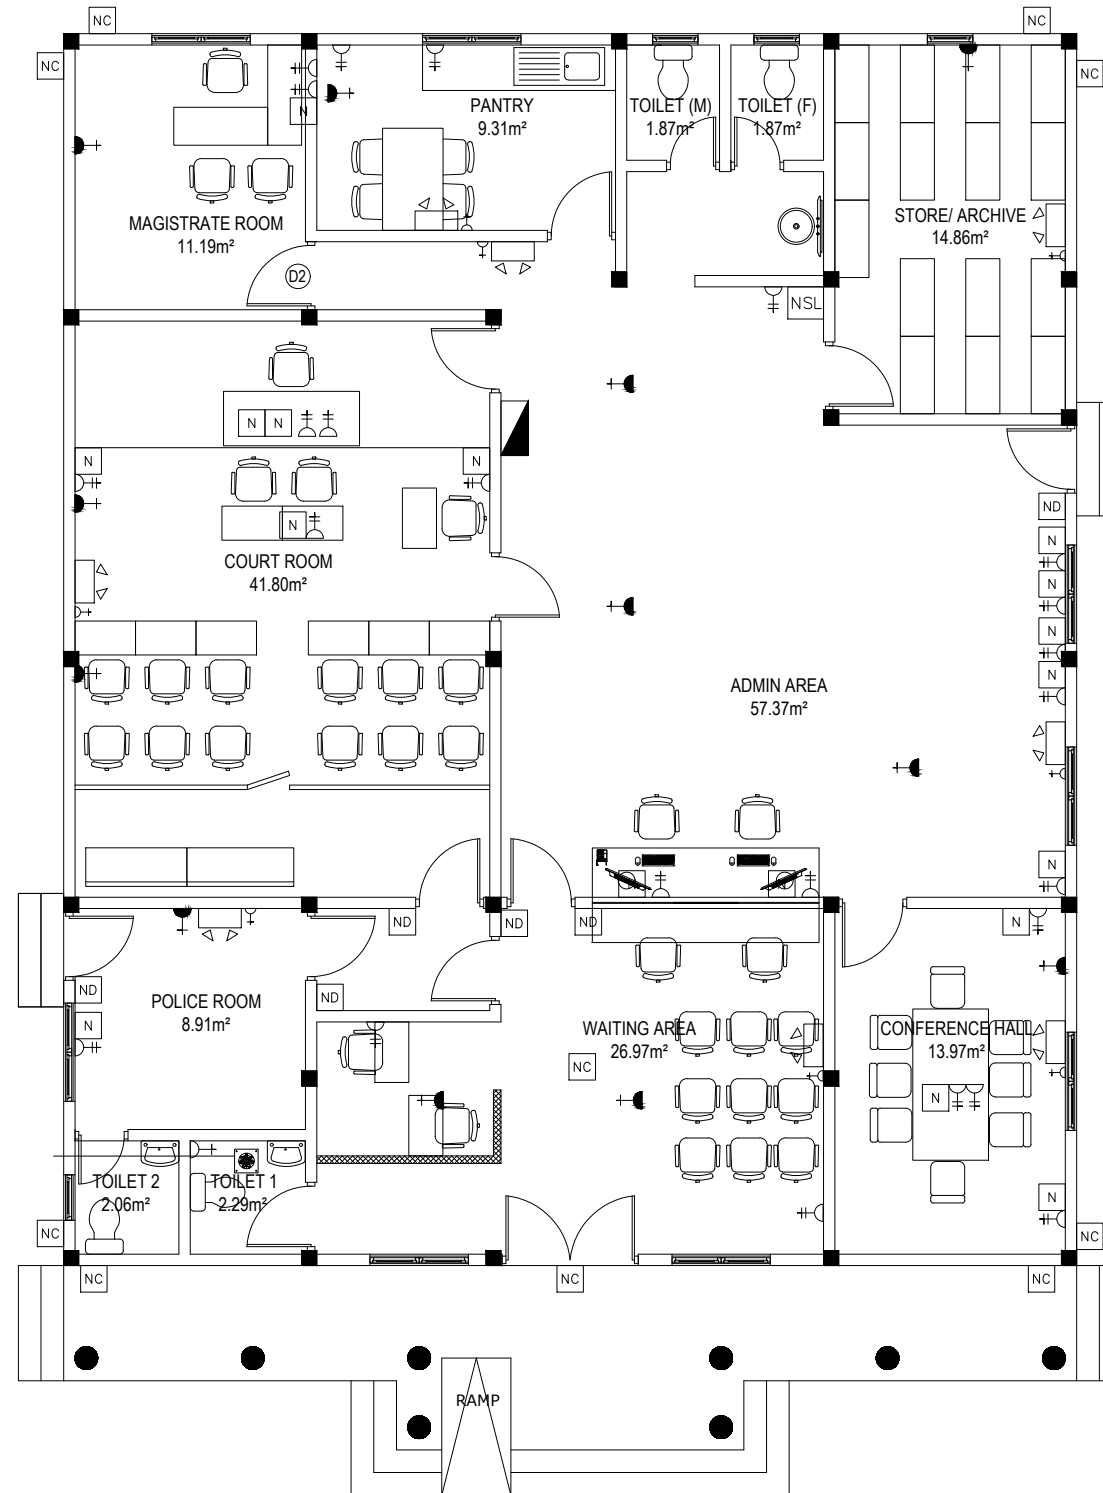 NC
NC
NC
NC
PANTRY
9.31m²
TOILET (M)
1.87m²
TOILET (F)
1.87m²
N
MAGISTRATE ROOM
11.19m²
STORE/ ARCHIVE
14.86m²
D2
NSL
N
N
N
N
ND
N
COURT ROOM
41.80m²
N
N
N
N
ADMIN AREA
57.37m²
N
ND
ND
ND
N
ND
POLICE ROOM
8.91m²
ND
N
WAITING AREA
26.97m²
CONFERENCE HALL
13.97m²
NC
N
TOILET 2
2.06m²
TOILET 1
2.29m²
N
NC
NC
NC
NC
NC
RAMP